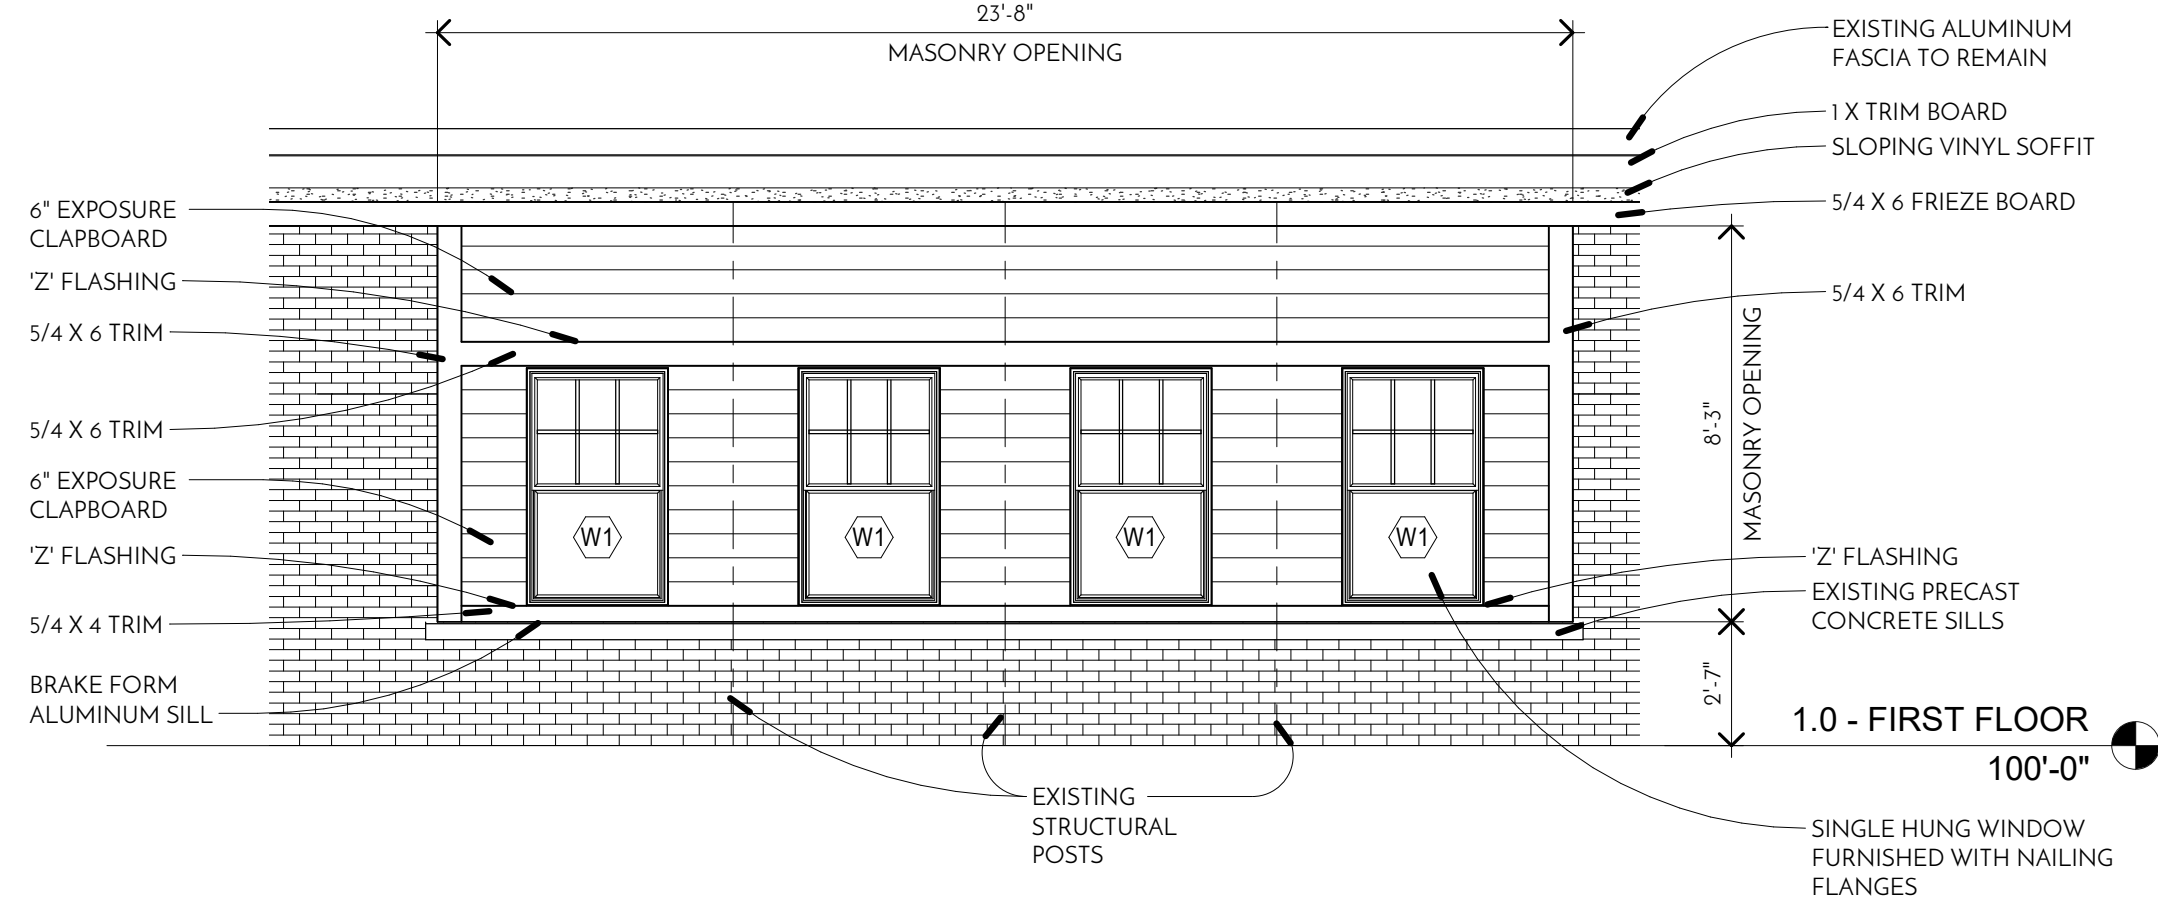 23'-8"
MASONRY OPENING
EXISTING ALUMINUM
FASCIA TO REMAIN
1 X TRIM BOARD
SLOPING VINYL SOFFIT
5/4 X 6 FRIEZE BOARD
6" EXPOSURE
CLAPBOARD
'Z' FLASHING
5/4 X 6 TRIM
5/4 X 6 TRIM
6" EXPOSURE
CLAPBOARD
'Z' FLASHING
5/4 X 4 TRIM
BRAKE FORM
ALUMINUM SILL
W1
W1
W1
W1
5/4 X 6 TRIM
8'-3"
MASONRY OPENING
'Z' FLASHING
EXISTING PRECAST
CONCRETE SILLS
2'-7"
1.0 - FIRST FLOOR
100'-0"
EXISTING
STRUCTURAL
POSTS
SINGLE HUNG WINDOW
FURNISHED WITH NAILING
FLANGES